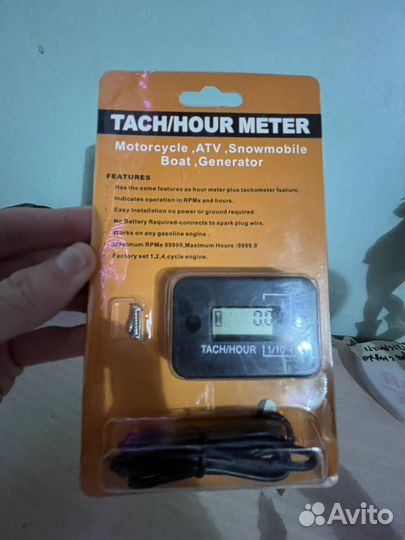 TACH/HOUR METER
Motorcycle ,ATV ,Snowmobile
Boat ,Generator
FEATURES
• Has the same features as hour meter plus tachometer feature.
Indicates operation in RPMs and hours.
• Easy Installation no power or ground required .
• No Battery Required-connects to spark plug wire.
• Works on any gasoline engine .
Maximum RPMs 99999,Maximum Hours :9999.9
Factory set 1,2,4,cycle engine.
0.0
TACH/HOUR 1/10
Avito